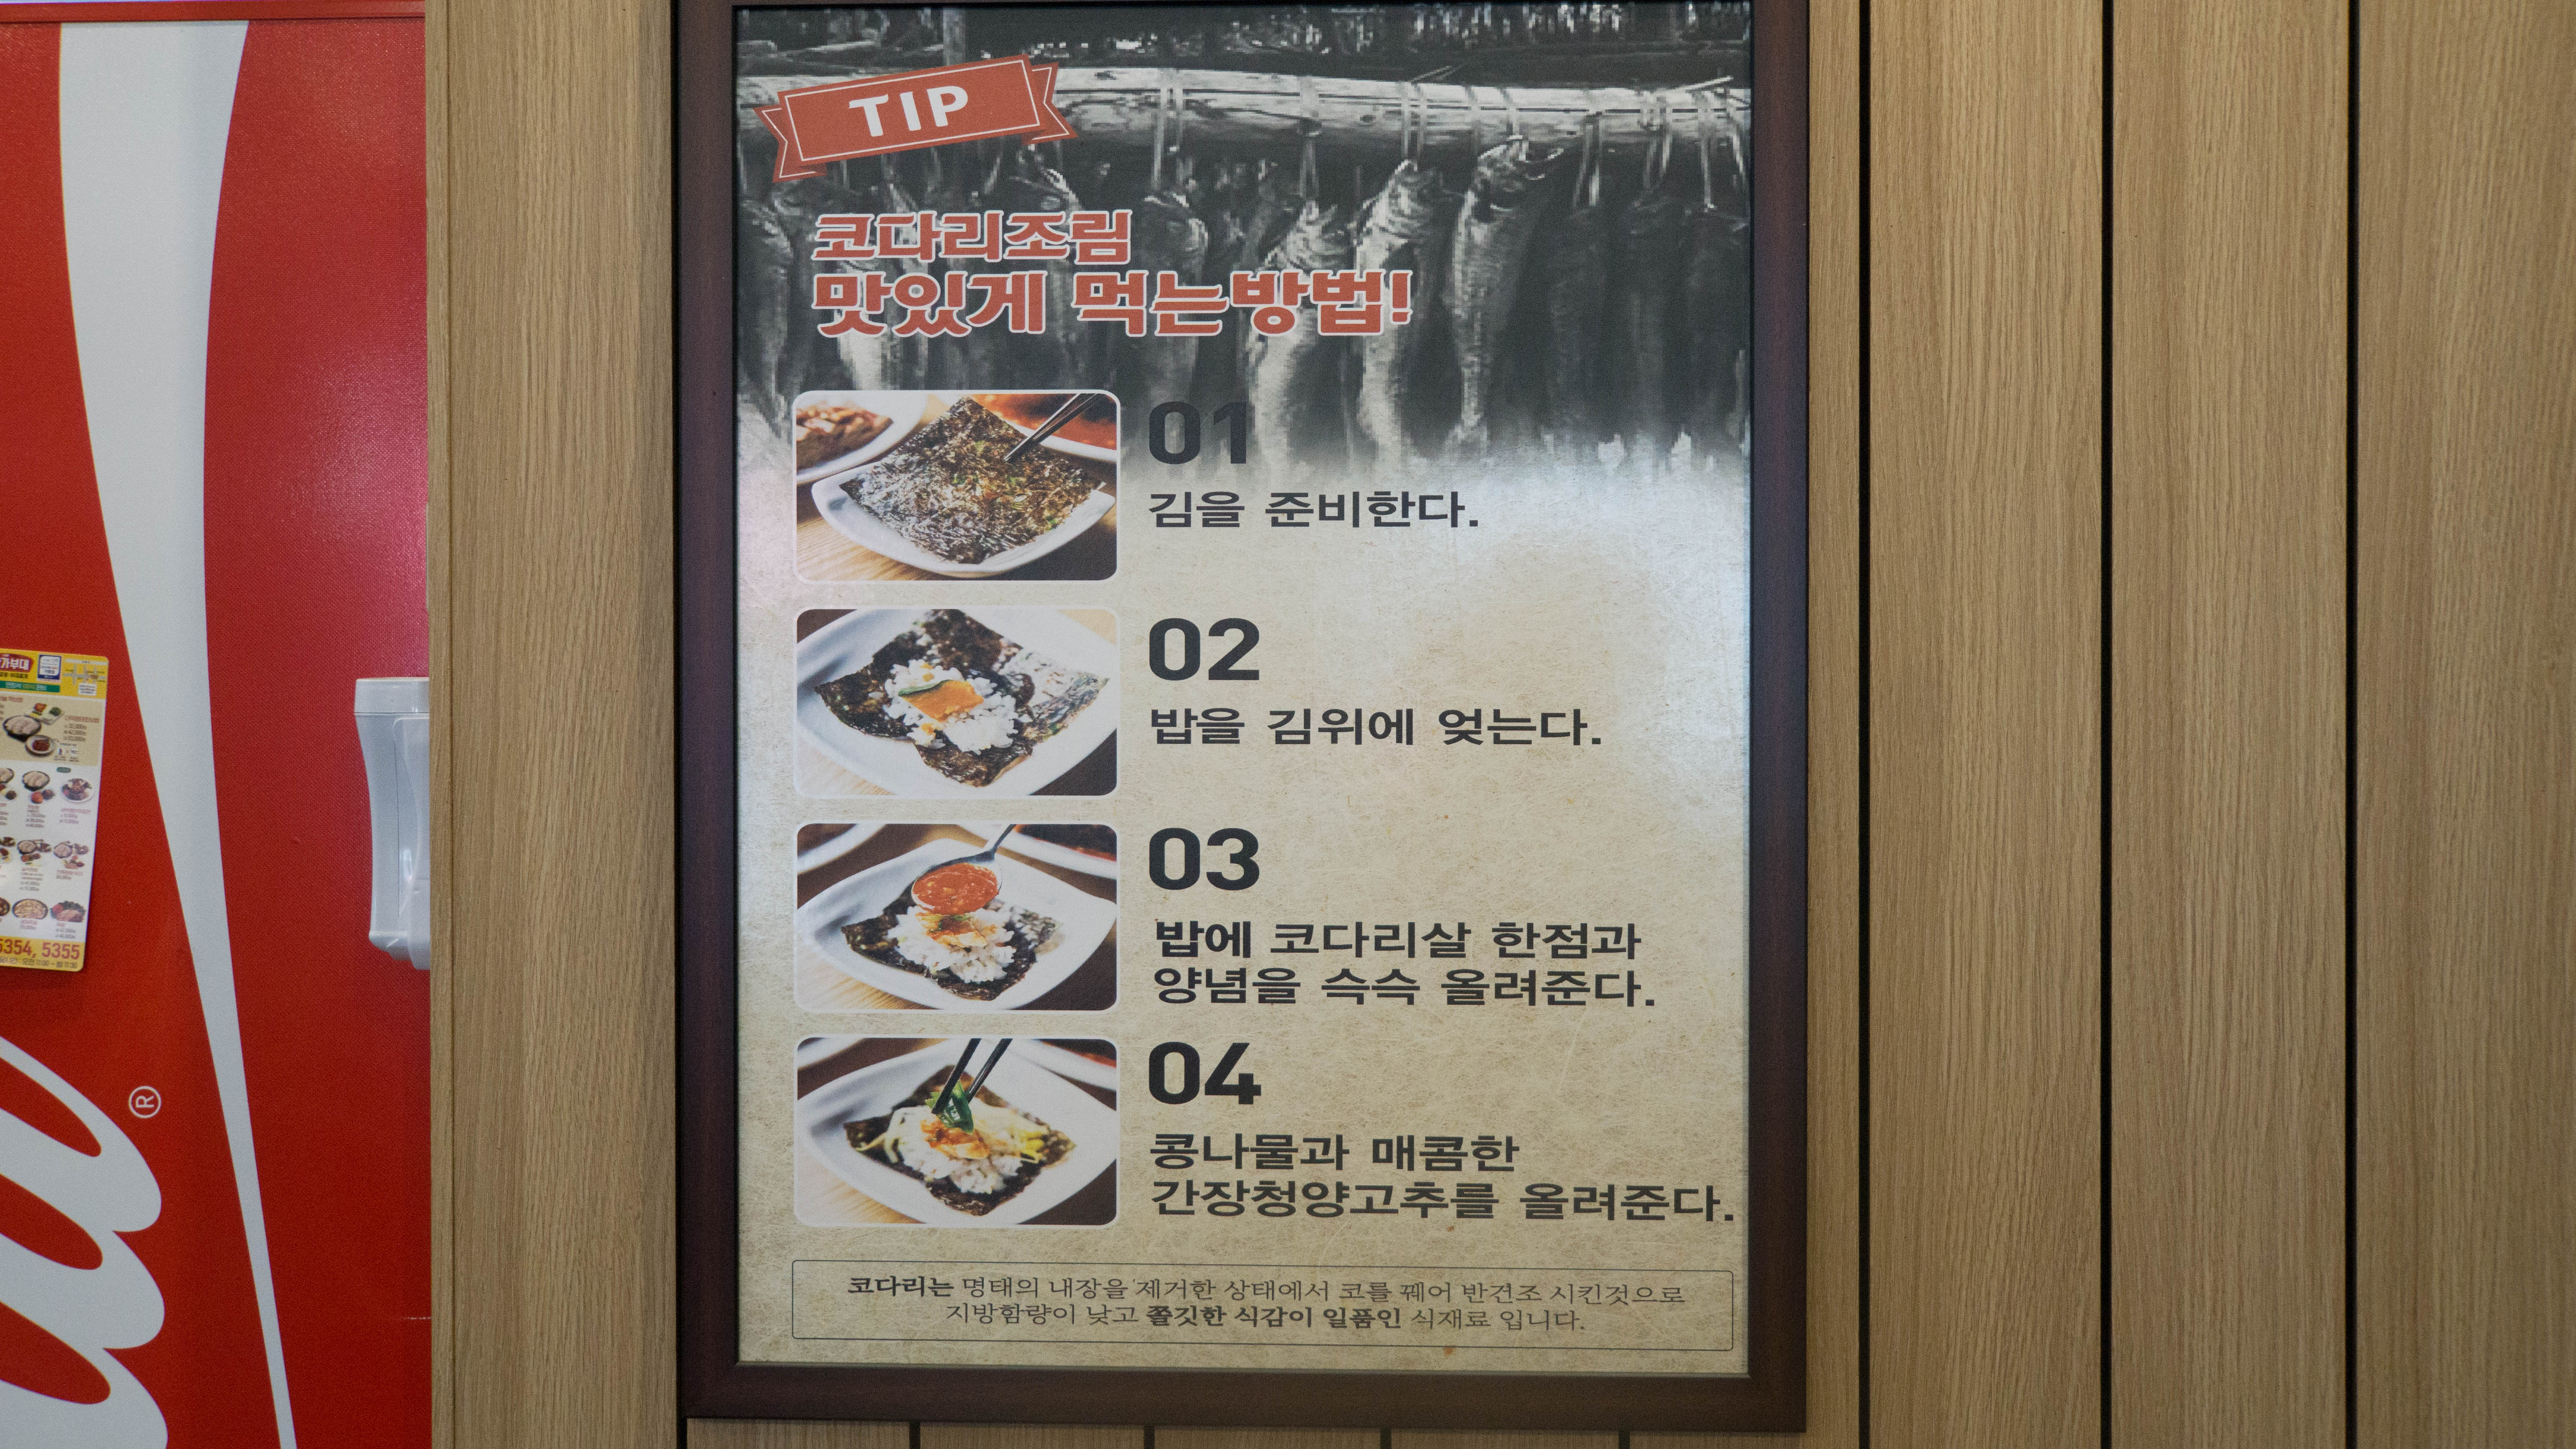 TIP
코다리조림
맛있게 먹는방법!
01
김을 준비한다.
02
밥을 김위에 얹는다.
03
밥에 코다리살 한점과
양념을 슥슥 올려준다.
04
콩나물과 매콤한
간장청양고추를 올려준다.
코다리는 명태의 내장을 제거한 상태에서 코를 꿰어 반건조 시킨것으로
지방함량이 낮고 쫄깃한 식감이 일품인 식재료 입니다.
가부대
5354, 5355
®